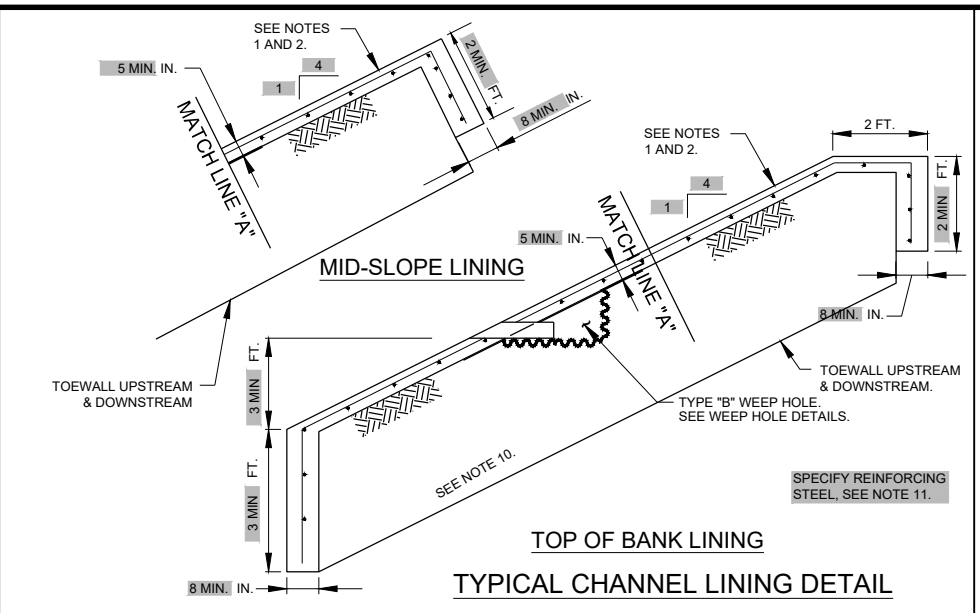 SEE NOTES
1 AND 2.
5 MIN. IN.
1
4
2 MIN. FT.
8 MIN. IN.
MATCH LINE "A"
MID-SLOPE LINING
TOEWALL UPSTREAM
& DOWNSTREAM
SEE NOTES
1 AND 2.
2 FT.
2 MIN FT.
1
4
5 MIN. IN.
MATCH LINE "A"
8 MIN. IN.
3 MIN FT.
TOEWALL UPSTREAM
& DOWNSTREAM.
TYPE "B" WEEP HOLE.
SEE WEEP HOLE DETAILS.
3 MIN FT.
SEE NOTE 10.
SPECIFY REINFORCING
STEEL, SEE NOTE 11.
8 MIN. IN.
TOP OF BANK LINING
TYPICAL CHANNEL LINING DETAIL